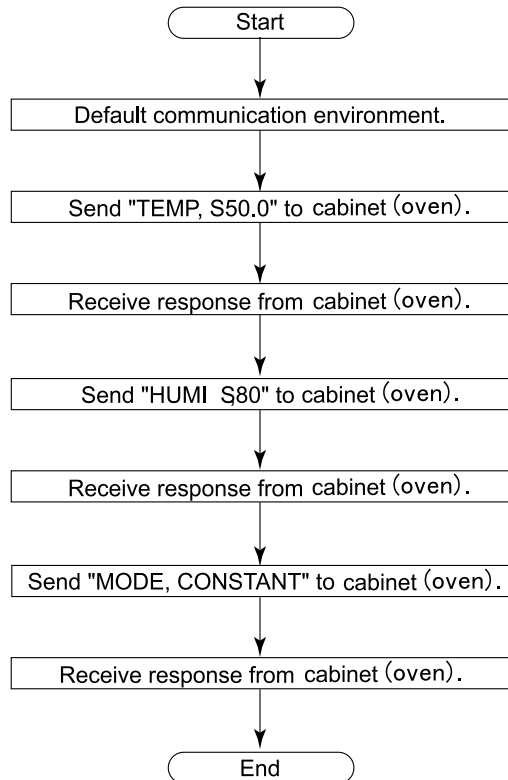 Start
Default communication environment.
Send "TEMP, S50.0" to cabinet (oven).
Receive response from cabinet (oven).
Send "HUMI S,80" to cabinet (oven).
Receive response from cabinet (oven).
Send "MODE, CONSTANT" to cabinet (oven).
Receive response from cabinet (oven).
End